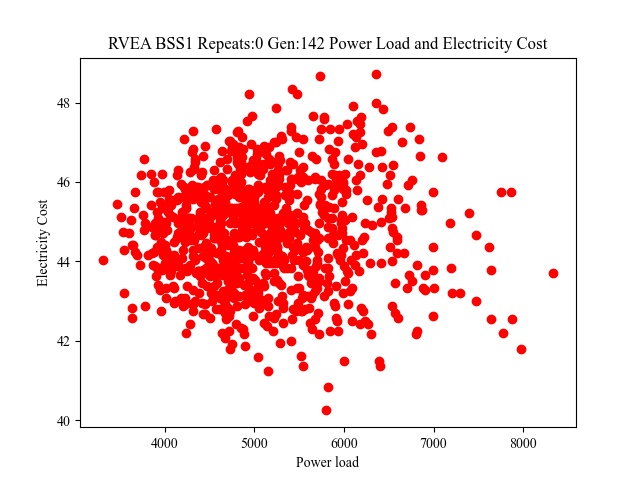 RVEA BSS1 Repeats:0 Gen:142 Power Load and Electricity Cost
48
46
44
42
40
Electricity Cost
4000 5000 6000 7000 8000
Power load